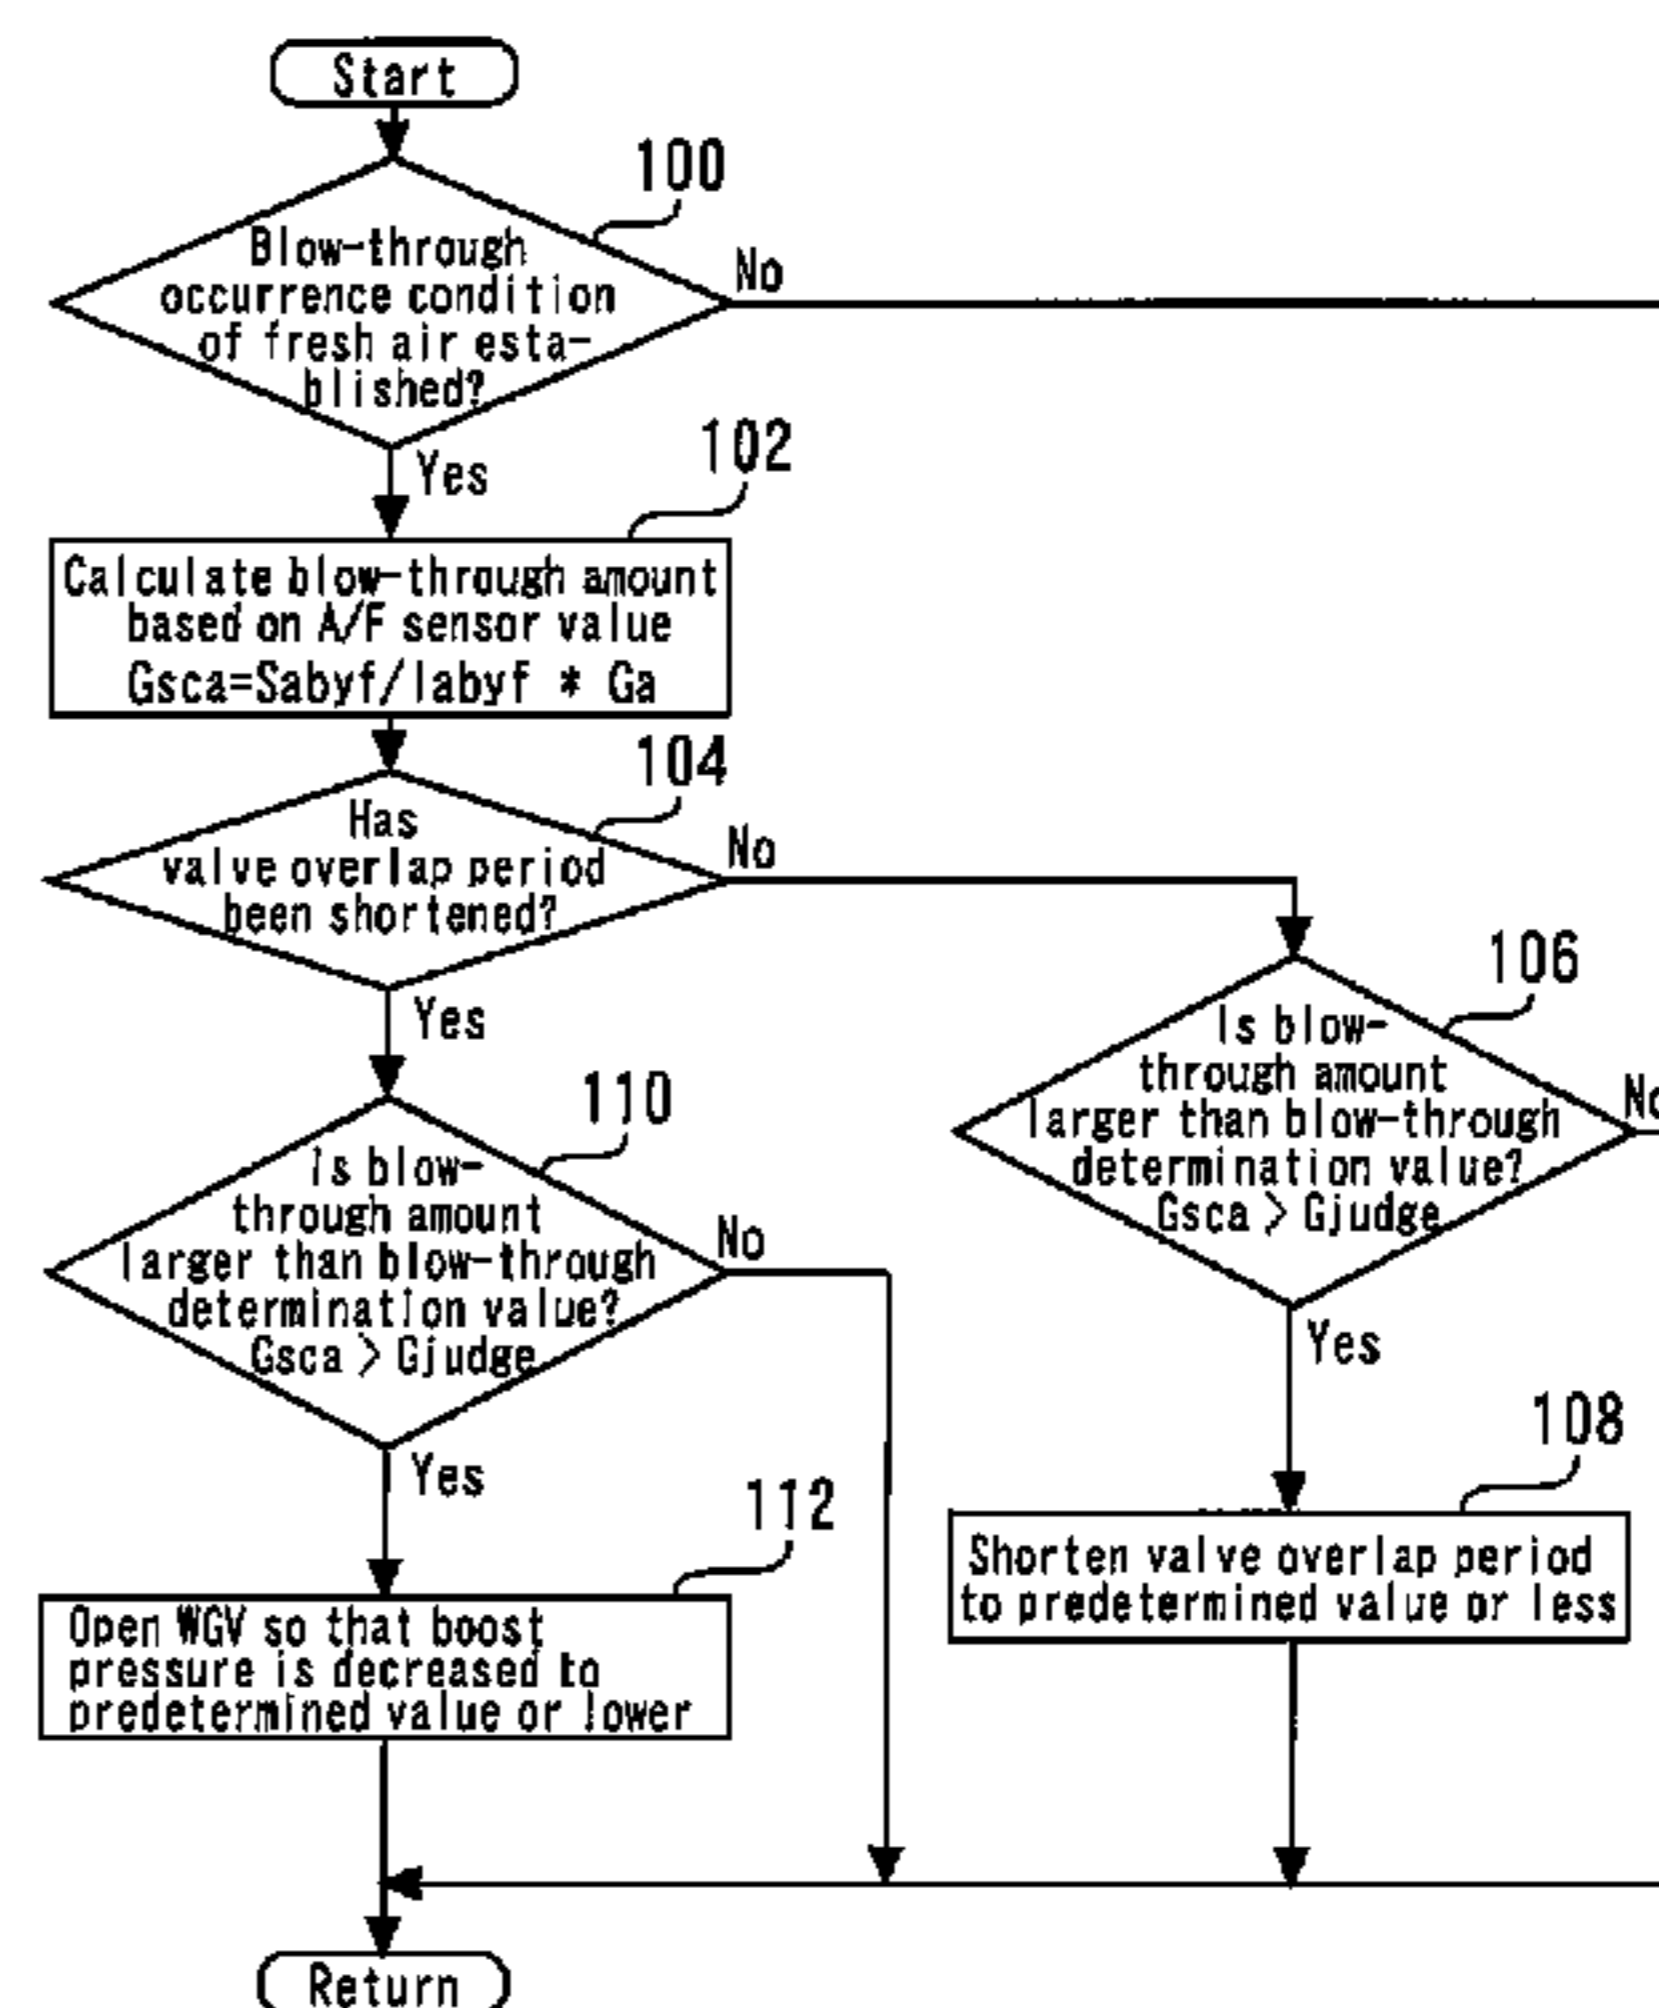 Start
100
Blow-through
occurrence condition
of fresh air esta-
blished?
No
Yes
102
Calculate blow-through amount
based on A/F sensor value
Gsca=Sabyf/Iabyf * Ga
104
Has
valve overlap period
been shortened?
No
Yes
106
Is blow-
through amount
larger than blow-through
determination value?
Gsca > Gjudge
No
Yes
110
Is blow-
through amount
larger than blow-through
determination value?
Gsca > Gjudge
No
Yes
108
Shorten valve overlap period
to predetermined value or less
112
Open WGV so that boost
pressure is decreased to
predetermined value or lower
Return